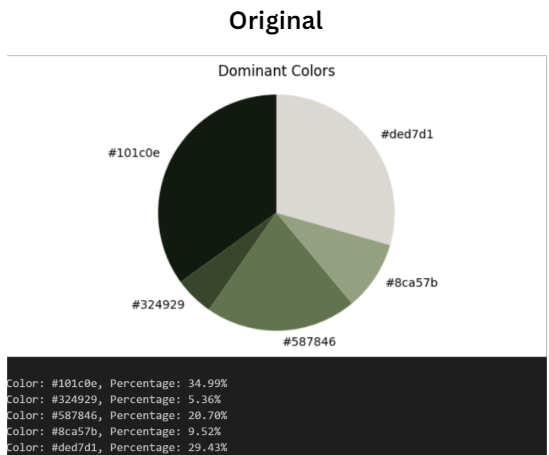 Original
Dominant Colors
#ded7d1
#101c0e
#8ca57b
#324929
#587846
Color: #101c0e, Percentage: 34.99%
Color: #324929, Percentage: 5.36%
Color: #587846, Percentage: 20.70%
Color: #8ca57b, Percentage: 9.52%
Color: #ded7d1, Percentage: 29.43%